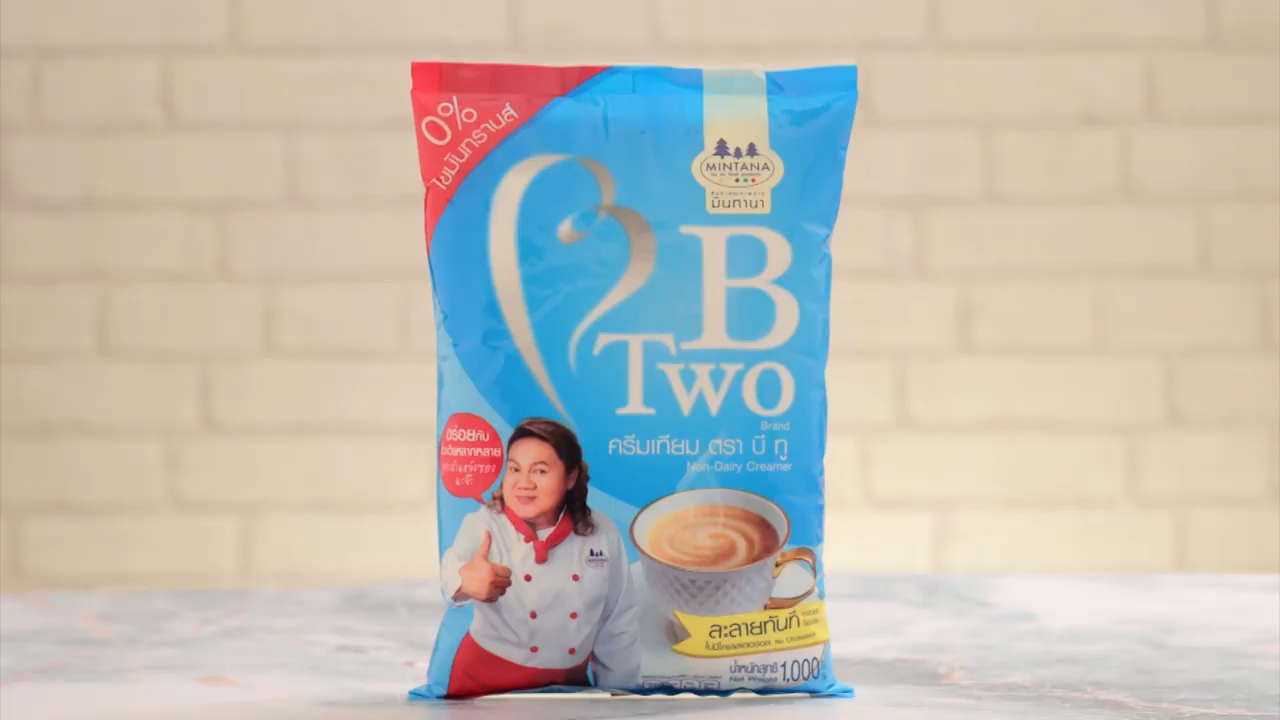 0%
ไขมันทรานส์
MINTANA
มันทานา
B
Two
Brand
ครีมเทียม ตรา บี ทู
Non-Dairy Creamer
อร่อยกับ
MINTANA
ละลายทันที
ไม่มีโคเลสเตอรอล No Cholesterol
น้ำหนักสุทธิ 1,000
Net Weight